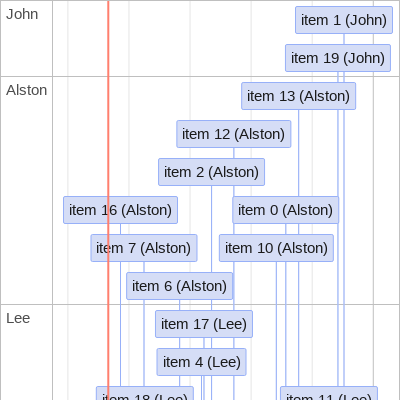 John
item 1 (John)
item 19 (John)
Alston
item 13 (Alston)
item 12 (Alston)
item 2 (Alston)
item 16 (Alston)
item 0 (Alston)
item 7 (Alston)
item 10 (Alston)
item 6 (Alston)
Lee
item 17 (Lee)
item 4 (Lee)
item 18 (Lee)
item 11 (Lee)